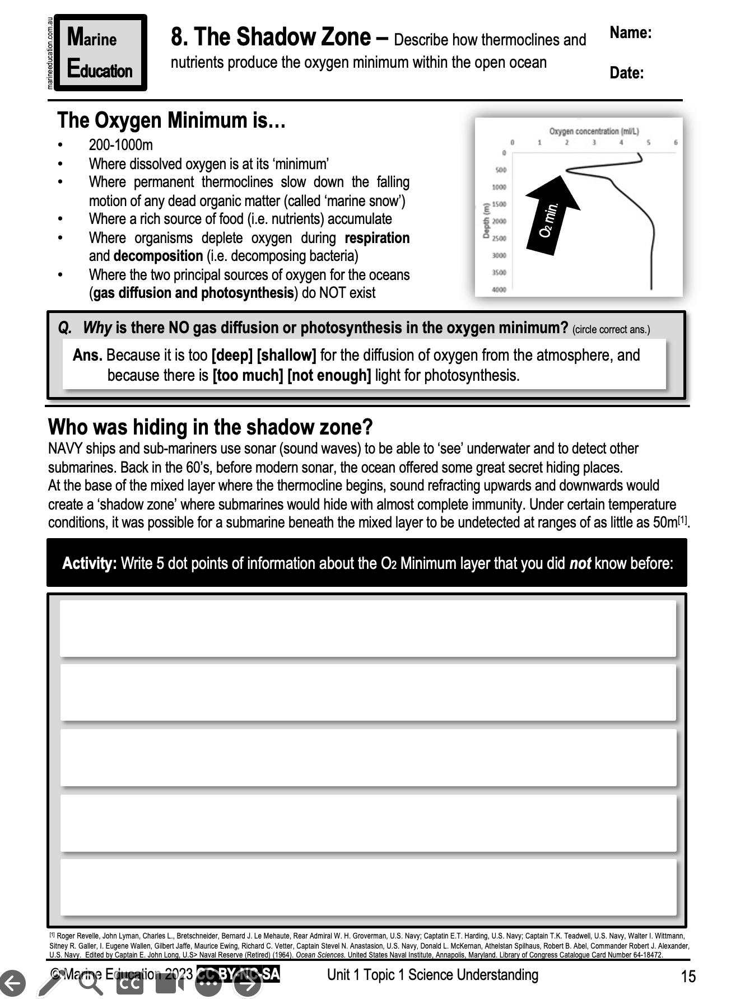 marineeducation.com.au
Marine
Education
8. The Shadow Zone – Describe how thermoclines and
nutrients produce the oxygen minimum within the open ocean
Name:
Date:
The Oxygen Minimum is…
• 200-1000m
• Where dissolved oxygen is at its ‘minimum’
• Where permanent thermoclines slow down the falling
motion of any dead organic matter (called ‘marine snow’)
• Where a rich source of food (i.e. nutrients) accumulate
• Where organisms deplete oxygen during respiration
and decomposition (i.e. decomposing bacteria)
• Where the two principal sources of oxygen for the oceans
(gas diffusion and photosynthesis) do NOT exist
Oxygen concentration (ml/L)
0 1 2 3 4 5 6
0
500
1000
1500
2000
2500
3000
3500
4000
Depth (m)
O2 min.
Q. Why is there NO gas diffusion or photosynthesis in the oxygen minimum? (circle correct ans.)
Ans. Because it is too [deep] [shallow] for the diffusion of oxygen from the atmosphere, and
because there is [too much] [not enough] light for photosynthesis.
Who was hiding in the shadow zone?
NAVY ships and sub-mariners use sonar (sound waves) to be able to ‘see’ underwater and to detect other
submarines. Back in the 60’s, before modern sonar, the ocean offered some great secret hiding places.
At the base of the mixed layer where the thermocline begins, sound refracting upwards and downwards would
create a ‘shadow zone’ where submarines would hide with almost complete immunity. Under certain temperature
conditions, it was possible for a submarine beneath the mixed layer to be undetected at ranges of as little as 50m[1].
Activity: Write 5 dot points of information about the O2 Minimum layer that you did not know before:
[1] Roger Revelle, John Lyman, Charles L., Bretschneider, Bernard J. Le Mehaute, Rear Admiral W. H. Groverman, U.S. Navy; Captatin E.T. Harding, U.S. Navy; Captain T.K. Teadwell, U.S. Navy, Walter I. Wittmann,
Sitney R. Galler, I. Eugene Wallen, Gilbert Jaffe, Maurice Ewing, Richard C. Vetter, Captain Stevel N. Anastasion, U.S. Navy, Donald L. McKernan, Athelstan Spilhaus, Robert B. Abel, Commander Robert J. Alexander,
U.S. Navy. Edited by Captain E. John Long, U.S> Naval Reserve (Retired) (1964). Ocean Sciences. United States Naval Institute, Annapolis, Maryland. Library of Congress Catalogue Card Number 64-18472.
© Marine Education 2023 CC BY-NC-SA
Unit 1 Topic 1 Science Understanding
15
CC